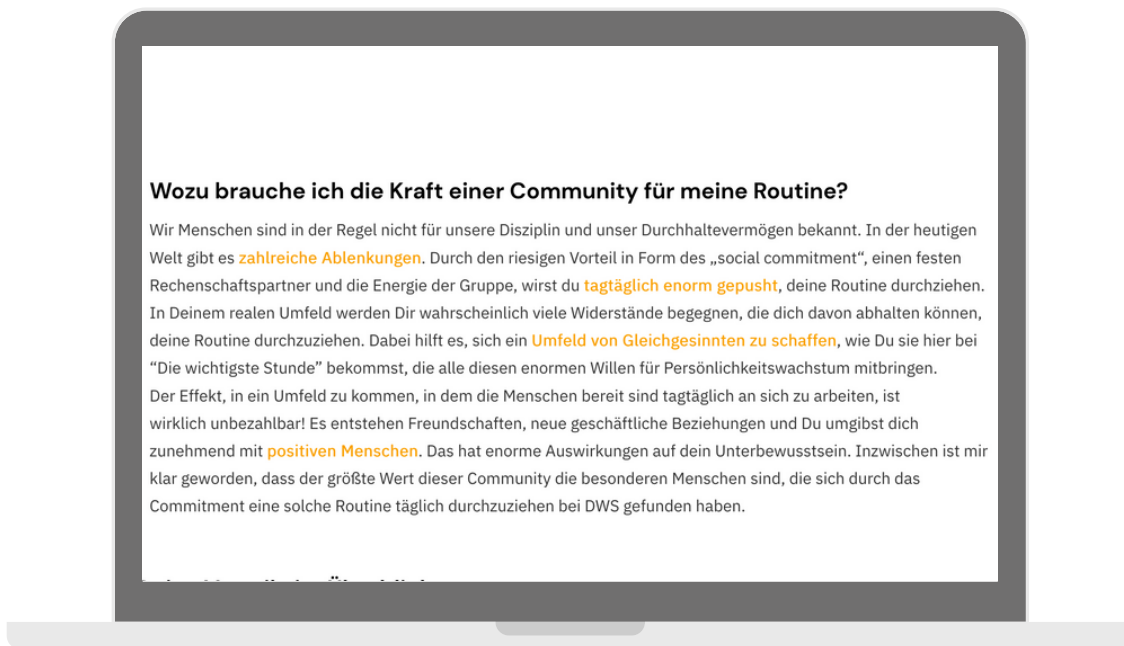 Wozu brauche ich die Kraft einer Community für meine Routine?
Wir Menschen sind in der Regel nicht für unsere Disziplin und unser Durchhaltevermögen bekannt. In der heutigen
Welt gibt es zahlreiche Ablenkungen. Durch den riesigen Vorteil in Form des „social commitment“, einen festen
Rechenschaftspartner und die Energie der Gruppe, wirst du tagtäglich enorm gepusht, deine Routine durchziehen.
In Deinem realen Umfeld werden Dir wahrscheinlich viele Widerstände begegnen, die dich davon abhalten können,
deine Routine durchzuziehen. Dabei hilft es, sich ein Umfeld von Gleichgesinnten zu schaffen, wie Du sie hier bei
“Die wichtigste Stunde” bekommst, die alle diesen enormen Willen für Persönlichkeitswachstum mitbringen.
Der Effekt, in ein Umfeld zu kommen, in dem die Menschen bereit sind tagtäglich an sich zu arbeiten, ist
wirklich unbezahlbar! Es entstehen Freundschaften, neue geschäftliche Beziehungen und Du umgibst dich
zunehmend mit positiven Menschen. Das hat enorme Auswirkungen auf dein Unterbewusstsein. Inzwischen ist mir
klar geworden, dass der größte Wert dieser Community die besonderen Menschen sind, die sich durch das
Commitment eine solche Routine täglich durchzuziehen bei DWS gefunden haben.